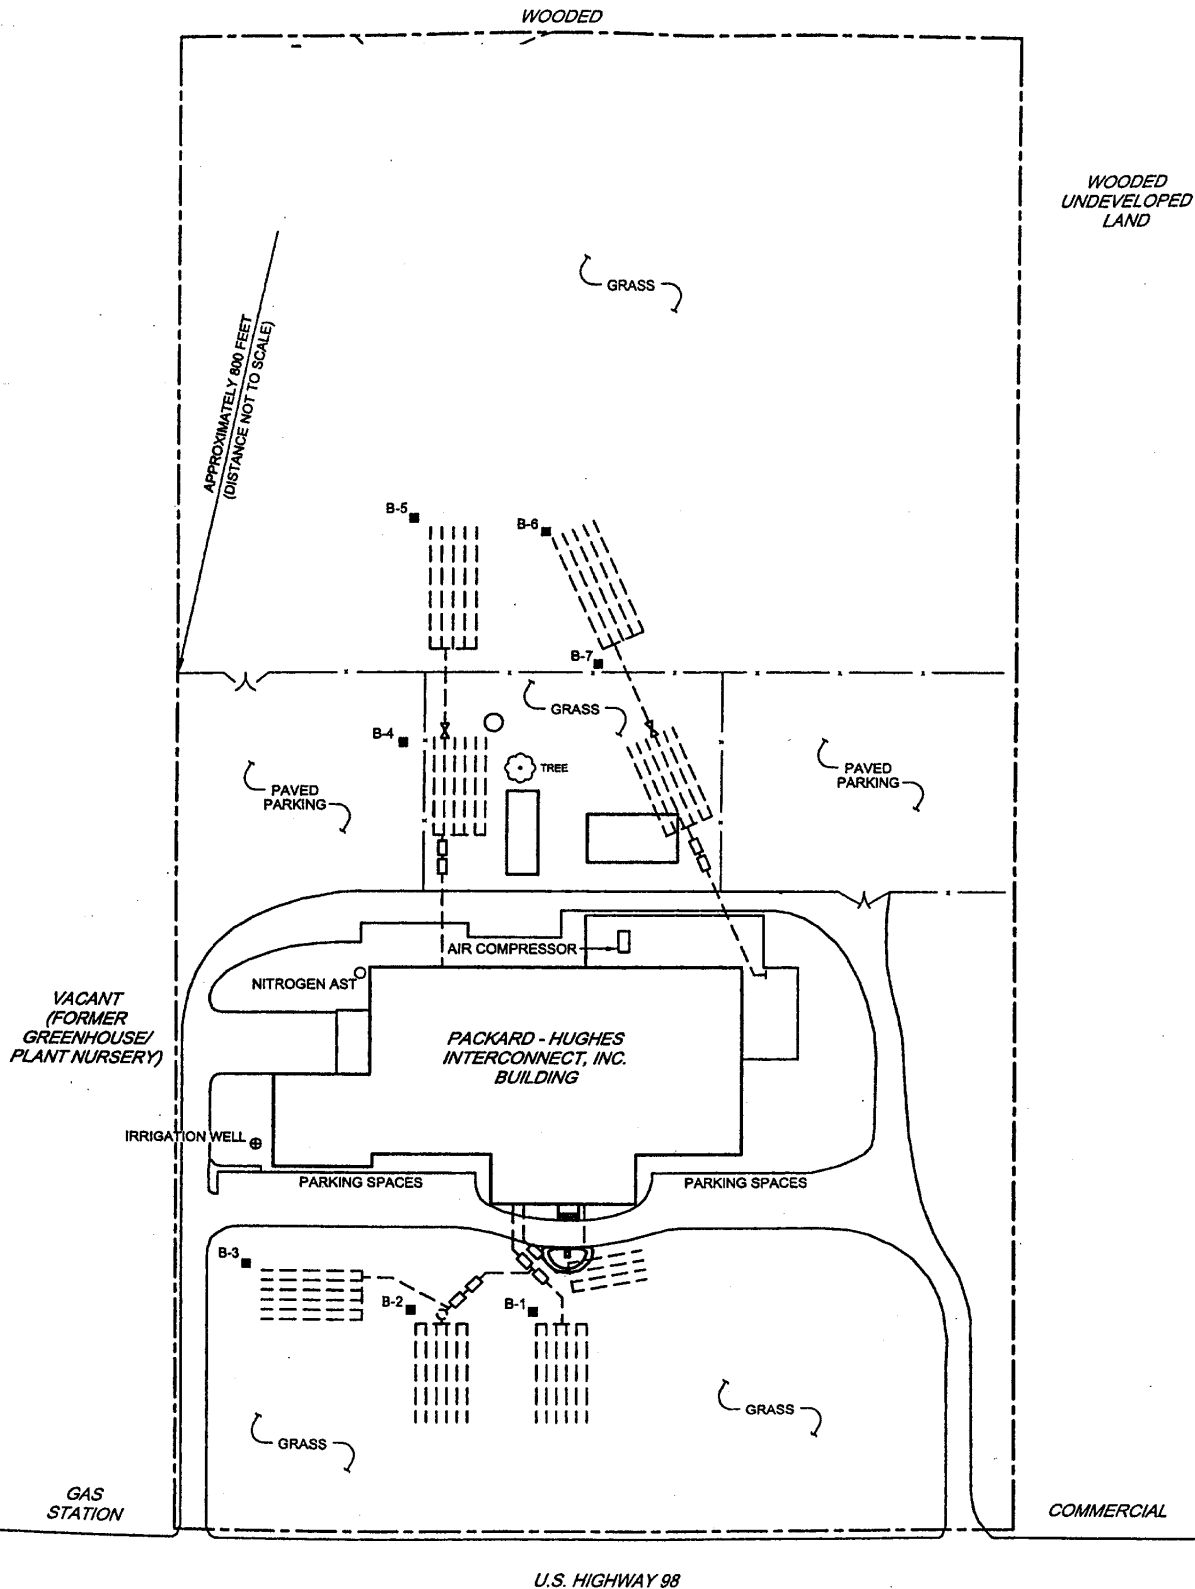 WOODED
WOODED
UNDEVELOPED
LAND
GRASS
APPROXIMATELY 800 FEET
(DISTANCE NOT TO SCALE)
B-5
B-6
B-7
GRASS
B-4
TREE
PAVED
PARKING
PAVED
PARKING
AIR COMPRESSOR
NITROGEN AST
VACANT
(FORMER
GREENHOUSE/
PLANT NURSERY)
PACKARD - HUGHES
INTERCONNECT, INC.
BUILDING
IRRIGATION WELL
PARKING SPACES
PARKING SPACES
B-3
B-2
B-1
GRASS
GRASS
GAS
STATION
COMMERCIAL
U.S. HIGHWAY 98